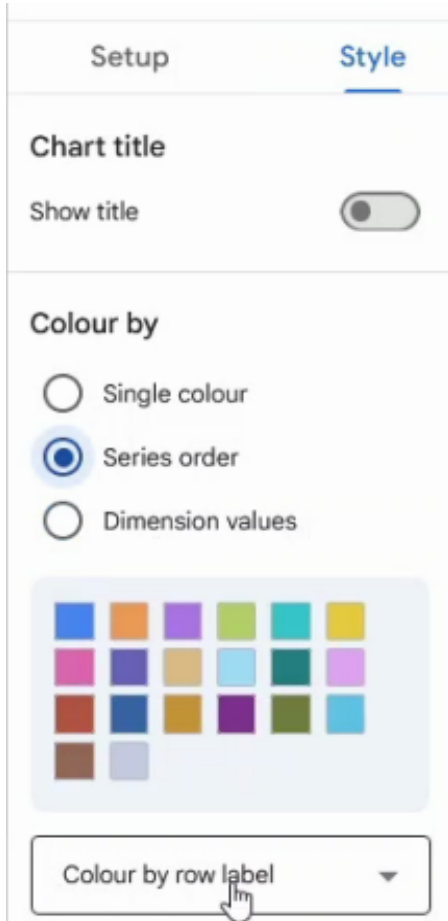 Setup Style
Chart title
Show title
Colour by
Single colour
Series order
Dimension values
Colour by row label